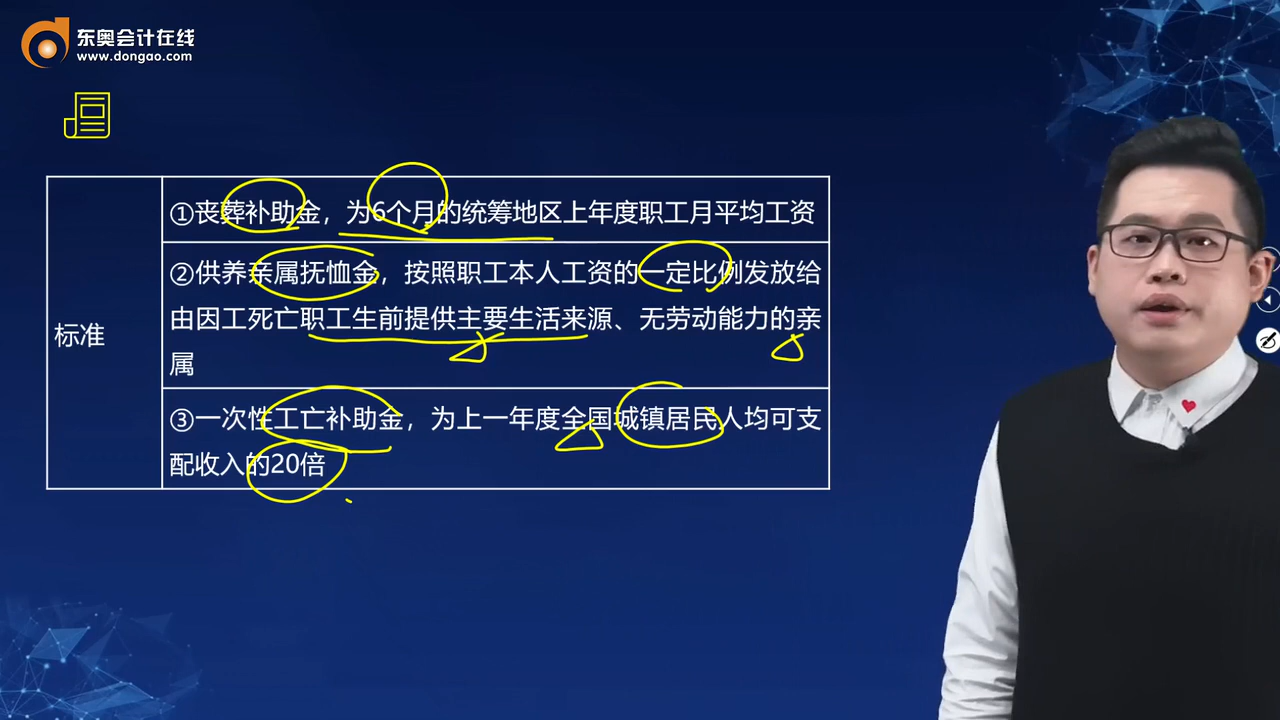 东奥会计在线
www.dongao.com
标准
①丧葬补助金，为6个月的统筹地区上年度职工月平均工资
②供养亲属抚恤金，按照职工本人工资的一定比例发放给
由因工死亡职工生前提供主要生活来源、无劳动能力的亲
属
③一次性工亡补助金，为上一年度全国城镇居民人均可支
配收入的20倍